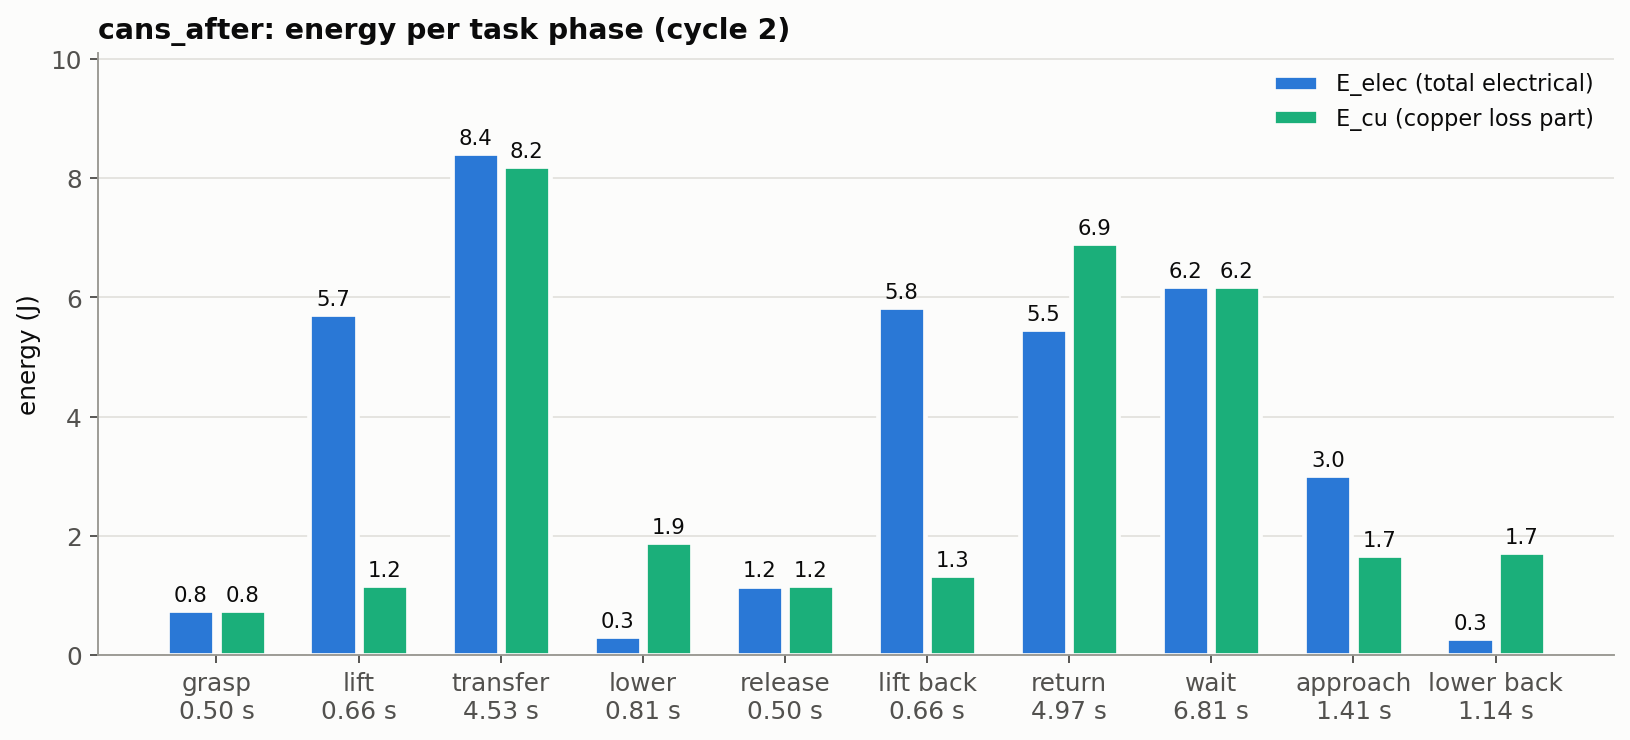 cans_after: energy per task phase (cycle 2)
E_elec (total electrical)
E_cu (copper loss part)
energy (J)
10
8
6
4
2
0
0.8 0.8
5.7 1.2
8.4 8.2
0.3 1.9
1.2 1.2
5.8 1.3
5.5 6.9
6.2 6.2
3.0 1.7
0.3 1.7
grasp lift transfer lower release lift back return wait approach lower back
0.50 s 0.66 s 4.53 s 0.81 s 0.50 s 0.66 s 4.97 s 6.81 s 1.41 s 1.14 s